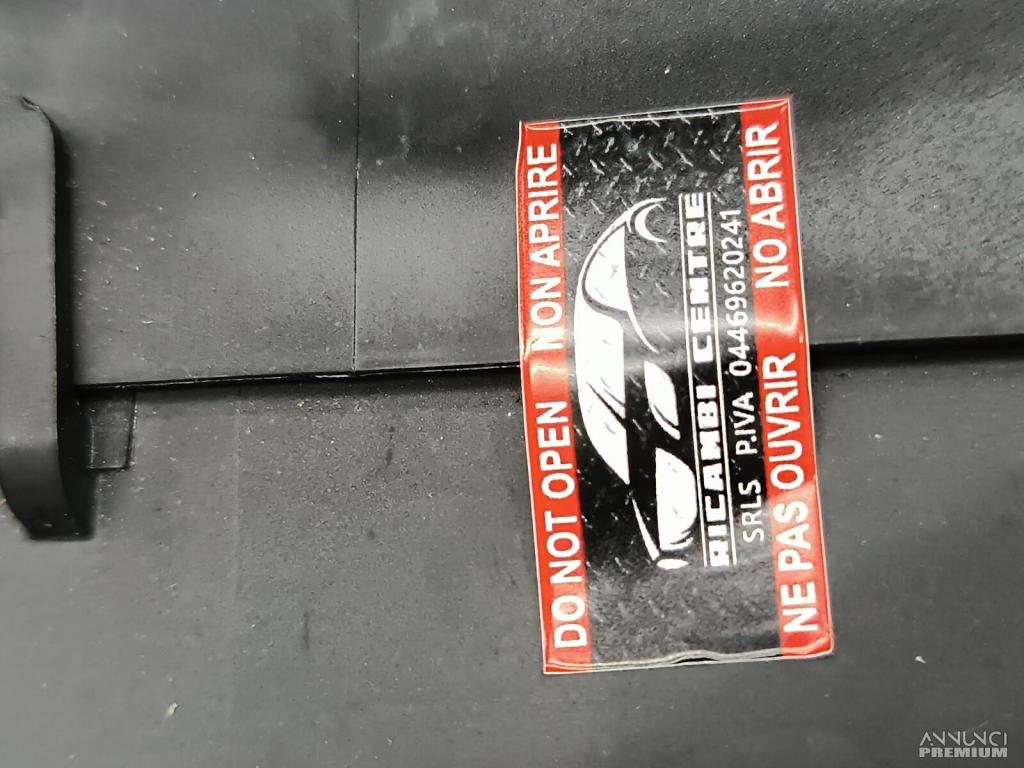 DO NOT OPEN NON APRIRE
RICAMBI CENTRE
SRLS P.IVA 04469620241
NE PAS OUVRIR NO ABRIR
ANNUNCI
PREMIUM